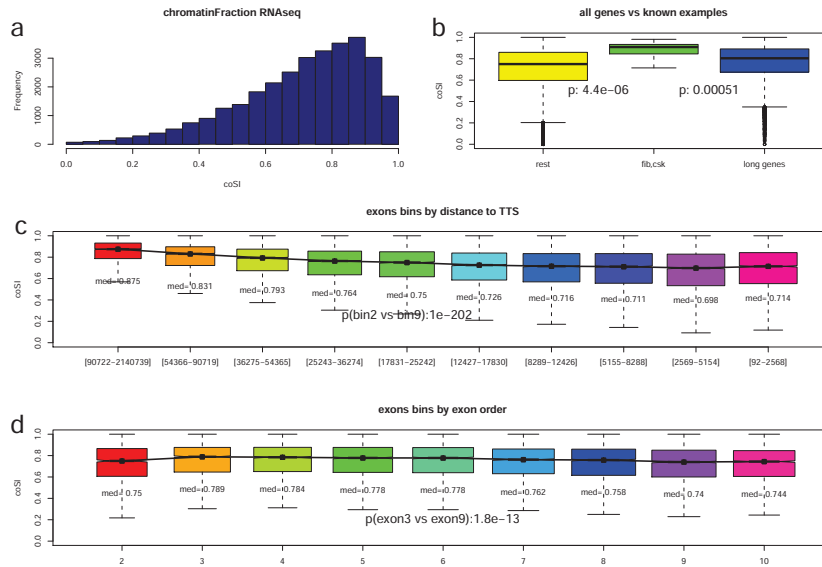 a
chromatinFraction RNAseq
Frequency
0 1000 2000 3000
0.0 0.2 0.4 0.6 0.8 1.0
coSI
b
all genes vs known examples
coSI
0.0 0.2 0.4 0.6 0.8 1.0
p: 4.4e−06 p: 0.00051
rest fib,csk long genes
c
exons bins by distance to TTS
coSI
0.0 0.2 0.4 0.6 0.8 1.0
med= 0.875 med= 0.831 med= 0.793 med= 0.764 med= 0.75 med= 0.726 med= 0.716 med= 0.711 med= 0.698 med= 0.714
p(bin2 vs bin9):1e−202
[90722−2140739) [54366−90719] [36275−54365] [25243−36274] [17831−25242] [12427−17830] [8289−12426] [5155−8288] [2569−5154] [92−2568]
d
exons bins by exon order
coSI
0.0 0.2 0.4 0.6 0.8 1.0
med= 0.75 med= 0.789 med= 0.784 med= 0.778 med= 0.778 med= 0.762 med= 0.758 med= 0.74 med= 0.744
p(exon3 vs exon9):1.8e−13
2 3 4 5 6 7 8 9 10